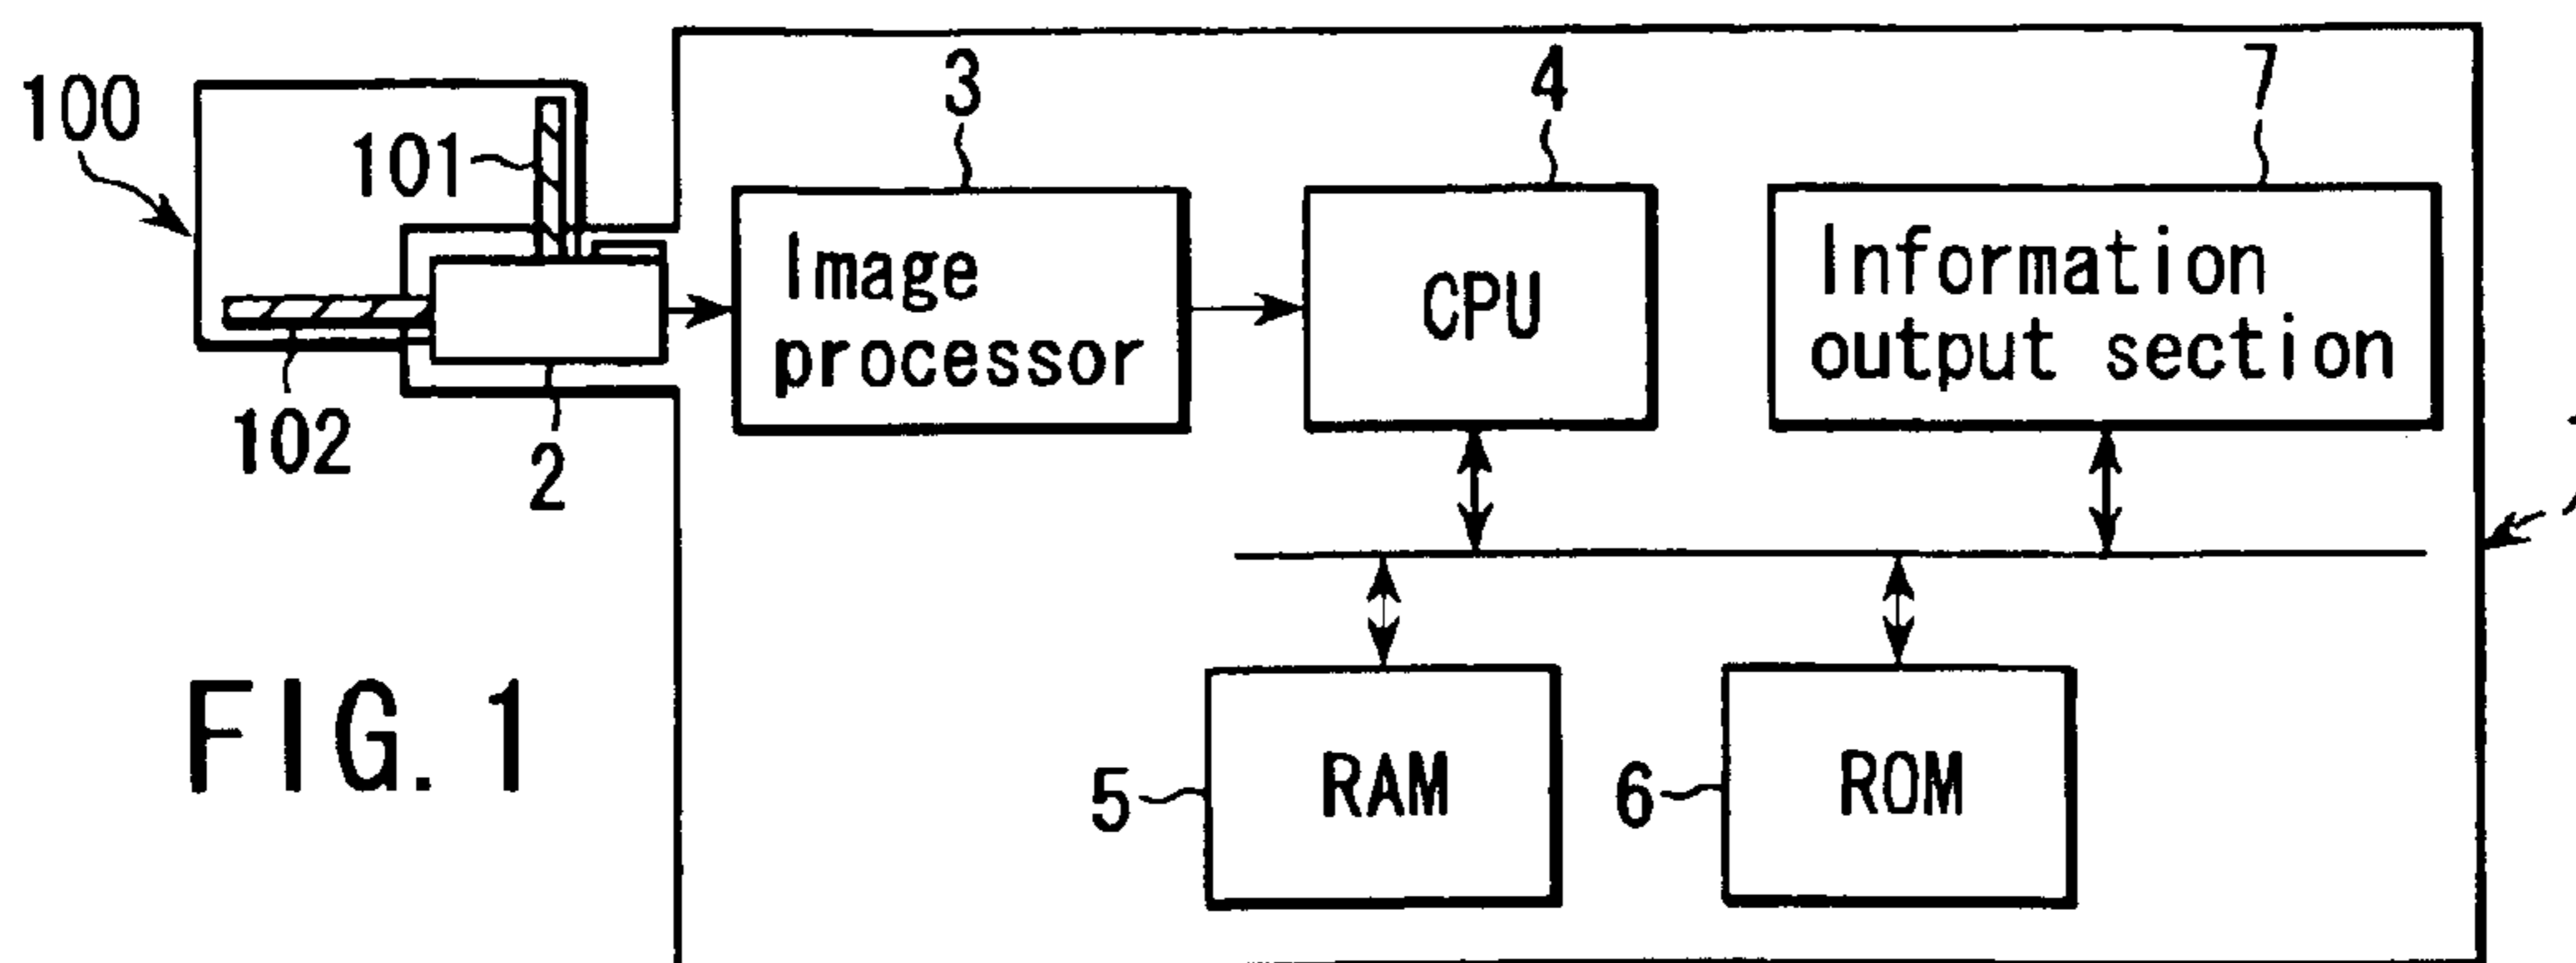 100
101
102
2
3
Image
processor
4
CPU
7
Information
output section
5
RAM
6
ROM
FIG. 1